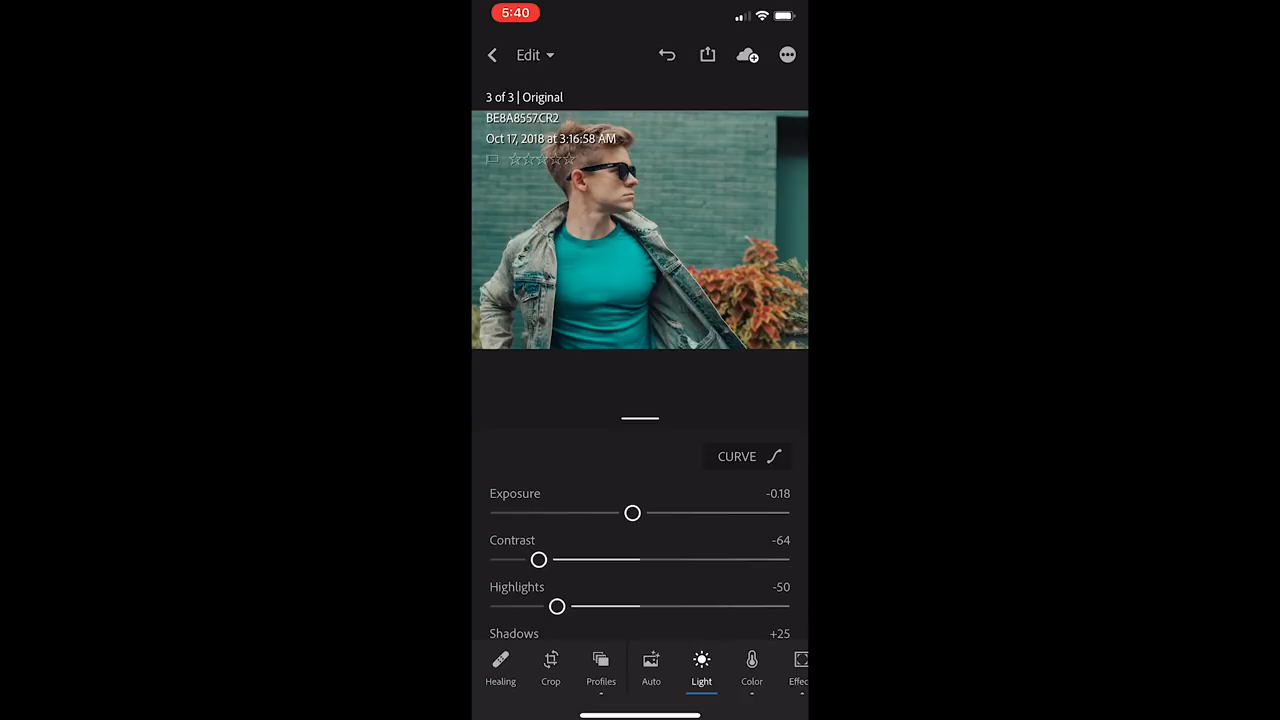 5:40
Edit
3 of 3 | Original
BE8A8557.CR2
Oct 17, 2018 at 3:16:58 AM
CURVE
Exposure -0.18
Contrast -64
Highlights -50
Shadows +25
Healing Crop Profiles Auto Light Color Effec